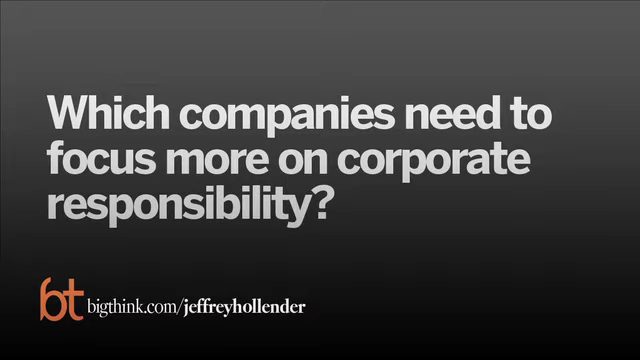 Which companies need to
focus more on corporate
responsibility?
bt bigthink.com/jeffreyhollender